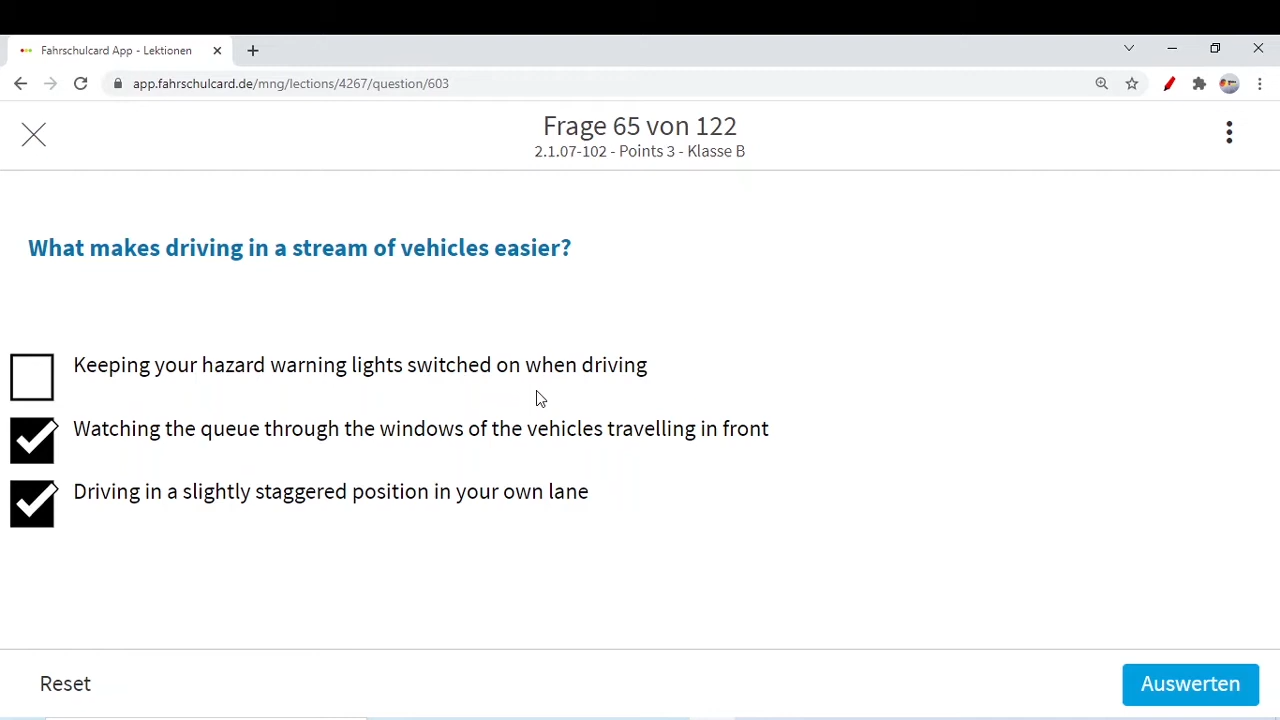 Fahrschulcard App - Lektionen
app.fahrschulcard.de/mng/lections/4267/question/603
Frage 65 von 122
2.1.07-102 - Points 3 - Klasse B
What makes driving in a stream of vehicles easier?
Keeping your hazard warning lights switched on when driving
Watching the queue through the windows of the vehicles travelling in front
Driving in a slightly staggered position in your own lane
Reset
Auswerten